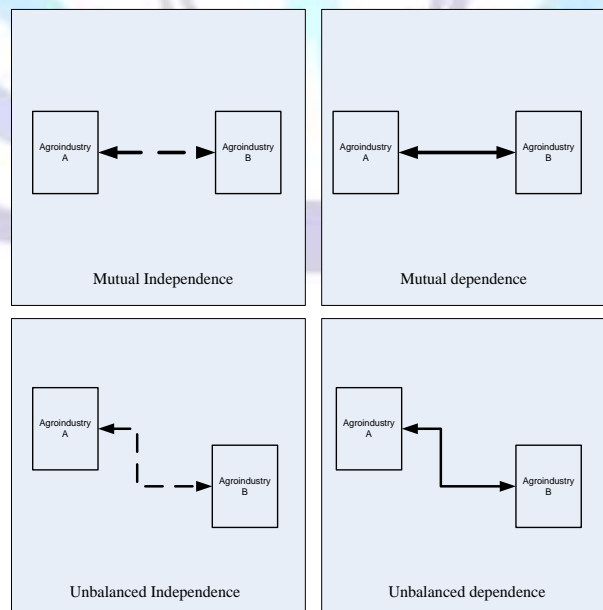 Agroindustry
A
Agroindustry
B
Mutual Independence
Agroindustry
A
Agroindustry
B
Mutual dependence
Agroindustry
A
Agroindustry
B
Unbalanced Independence
Agroindustry
A
Agroindustry
B
Unbalanced dependence